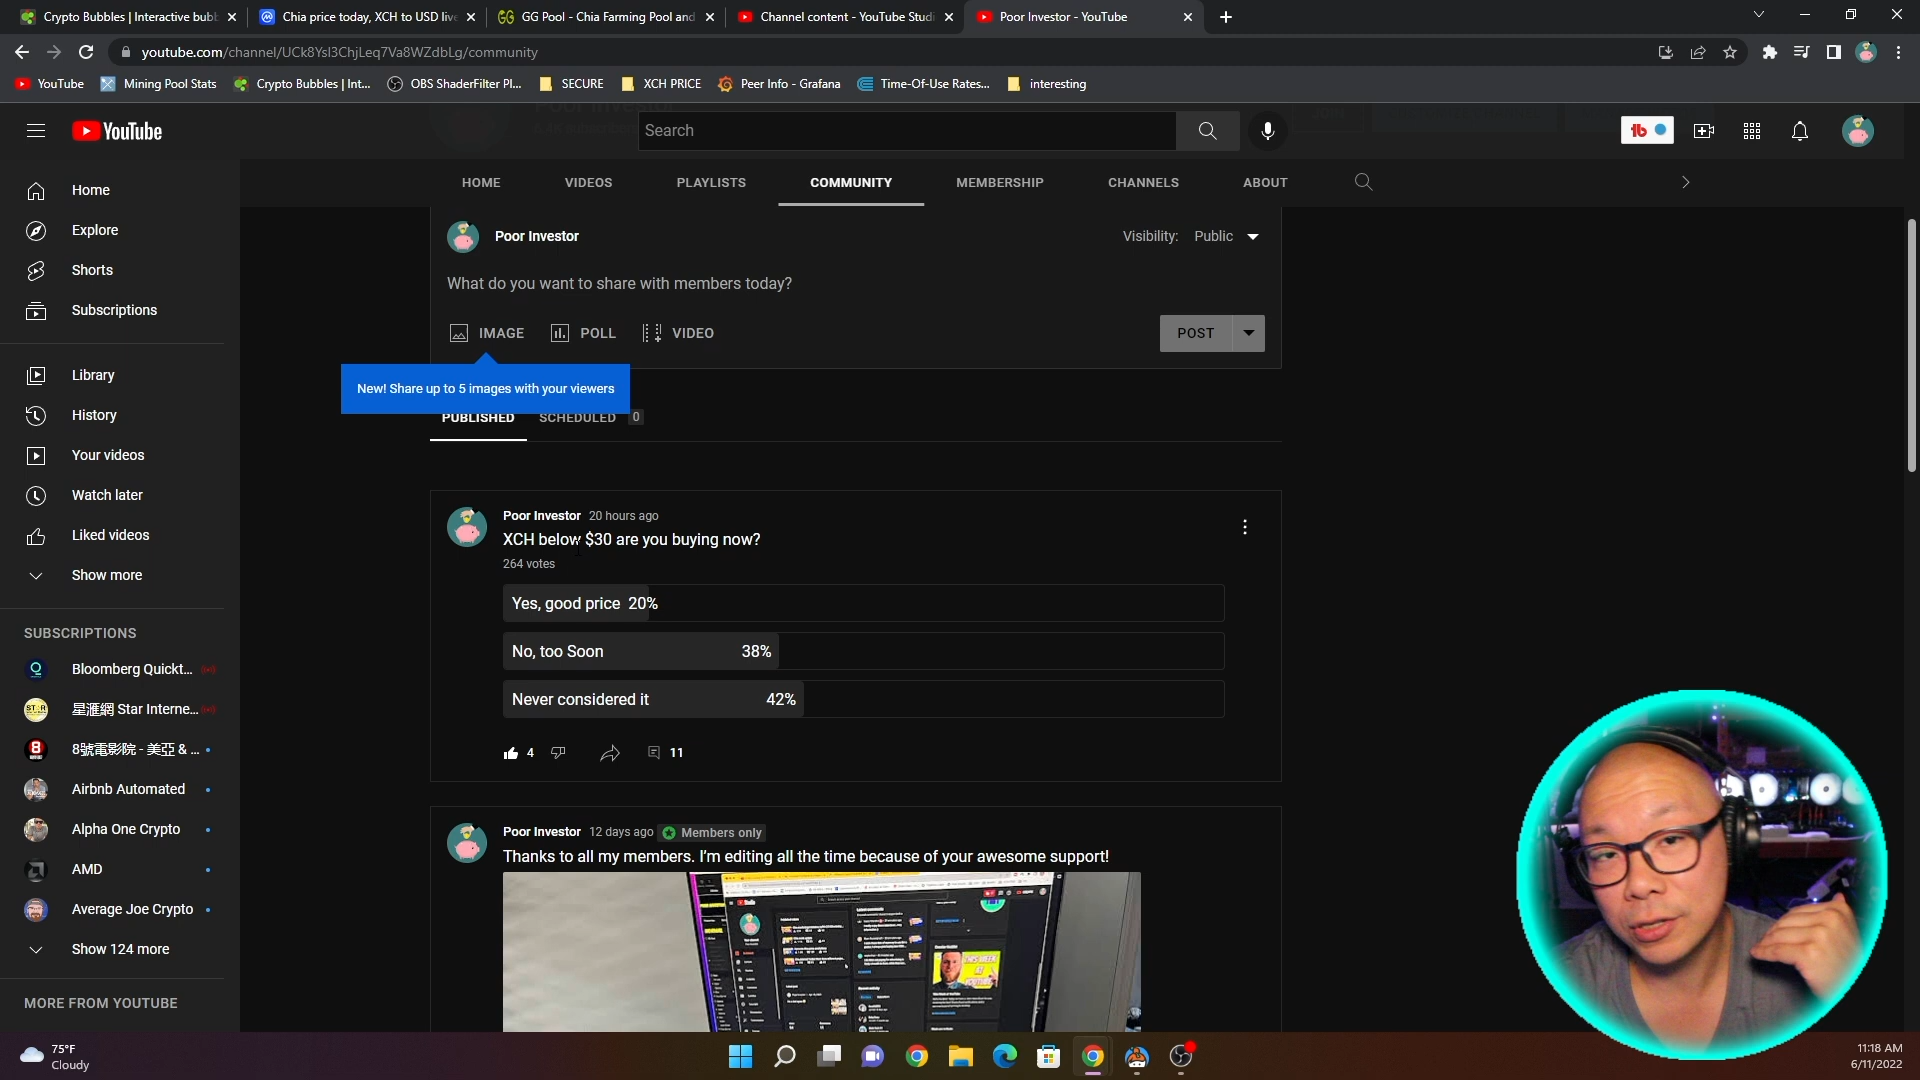 Crypto Bubbles | Interactive bubb
Chia price today, XCH to USD live
GG Pool - Chia Farming Pool and
Channel content - YouTube Studi
Poor Investor - YouTube
youtube.com/channel/UCk8Ysl3ChjLeq7Va8WZdbLg/community
YouTube
Mining Pool Stats
Crypto Bubbles | Int...
OBS ShaderFilter Pl...
SECURE
XCH PRICE
Peer Info - Grafana
Time-Of-Use Rates...
interesting
YouTube
Search
tb
HOME
VIDEOS
PLAYLISTS
COMMUNITY
MEMBERSHIP
CHANNELS
ABOUT
Home
Explore
Shorts
Subscriptions
Library
History
Your videos
Watch later
Liked videos
Show more
SUBSCRIPTIONS
Bloomberg Quickt...
星滙網 Star Interne...
8號電影院 - 美亞 & ...
Airbnb Automated
Alpha One Crypto
AMD
Average Joe Crypto
Show 124 more
MORE FROM YOUTUBE
Poor Investor
Visibility: Public
What do you want to share with members today?
IMAGE
POLL
VIDEO
POST
New! Share up to 5 images with your viewers
PUBLISHED
SCHEDULED 0
Poor Investor 20 hours ago
XCH below $30 are you buying now?
264 votes
Yes, good price 20%
No, too Soon 38%
Never considered it 42%
4
11
Poor Investor 12 days ago Members only
Thanks to all my members. I'm editing all the time because of your awesome support!
THIS WEEK
AT
YOUTUBE
75°F
Cloudy
11:18 AM
6/11/2022